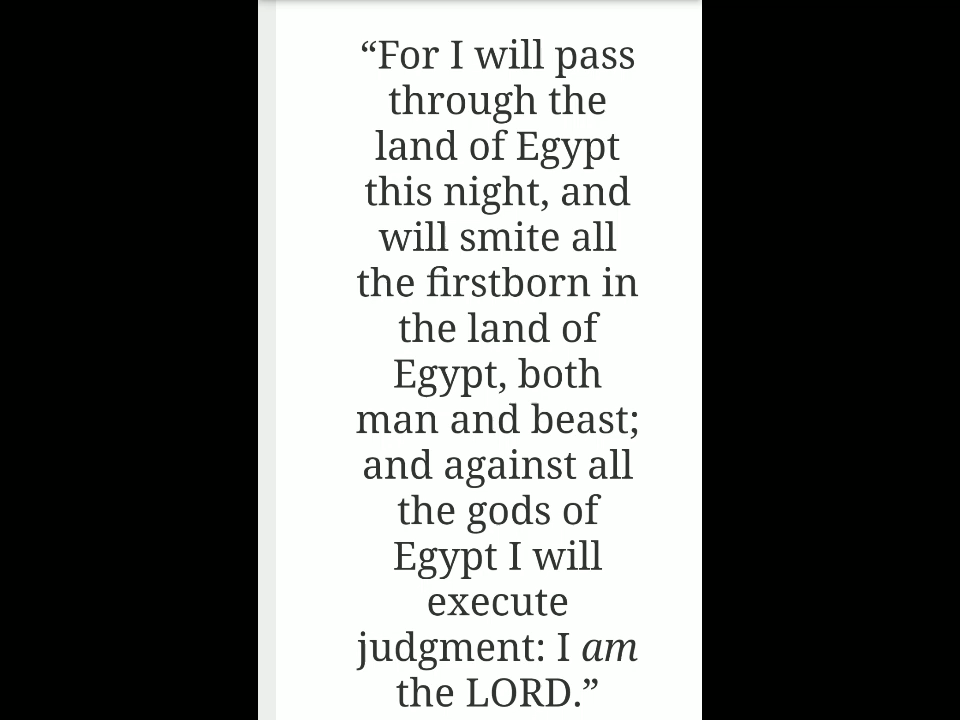 “For I will pass
through the
land of Egypt
this night, and
will smite all
the firstborn in
the land of
Egypt, both
man and beast;
and against all
the gods of
Egypt I will
execute
judgment: I am
the LORD.”